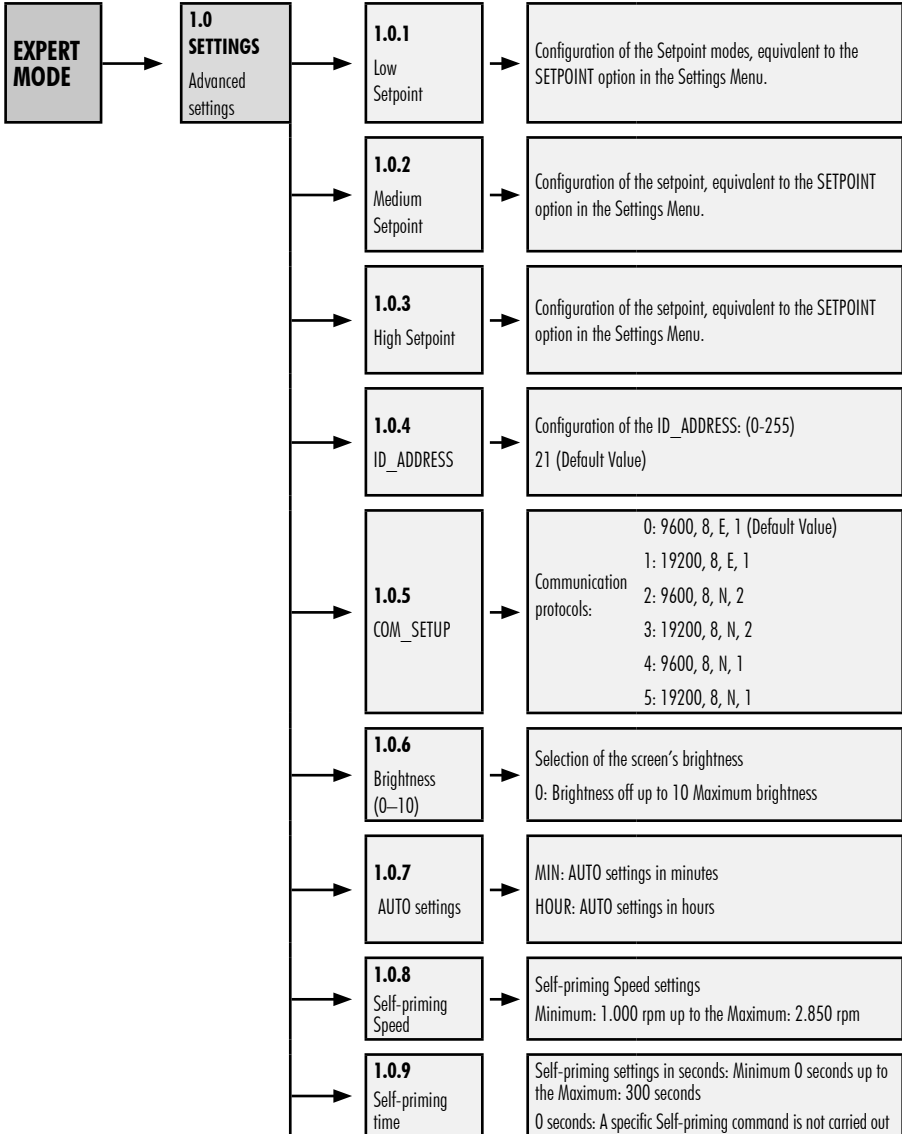 EXPERT
MODE
1.0
SETTINGS
Advanced
settings
1.0.1
Low
Setpoint
Configuration of the Setpoint modes, equivalent to the
SETPOINT option in the Settings Menu.
1.0.2
Medium
Setpoint
Configuration of the setpoint, equivalent to the SETPOINT
option in the Settings Menu.
1.0.3
High Setpoint
Configuration of the setpoint, equivalent to the SETPOINT
option in the Settings Menu.
1.0.4
ID_ADDRESS
Configuration of the ID_ADDRESS: (0-255)
21 (Default Value)
1.0.5
COM_SETUP
Communication
protocols:
0: 9600, 8, E, 1 (Default Value)
1: 19200, 8, E, 1
2: 9600, 8, N, 2
3: 19200, 8, N, 2
4: 9600, 8, N, 1
5: 19200, 8, N, 1
1.0.6
Brightness
(0–10)
Selection of the screen’s brightness
0: Brightness off up to 10 Maximum brightness
1.0.7
AUTO settings
MIN: AUTO settings in minutes
HOUR: AUTO settings in hours
1.0.8
Self-priming
Speed
Self-priming Speed settings
Minimum: 1.000 rpm up to the Maximum: 2.850 rpm
1.0.9
Self-priming
time
Self-priming settings in seconds: Minimum 0 seconds up to
the Maximum: 300 seconds
0 seconds: A specific Self-priming command is not carried out